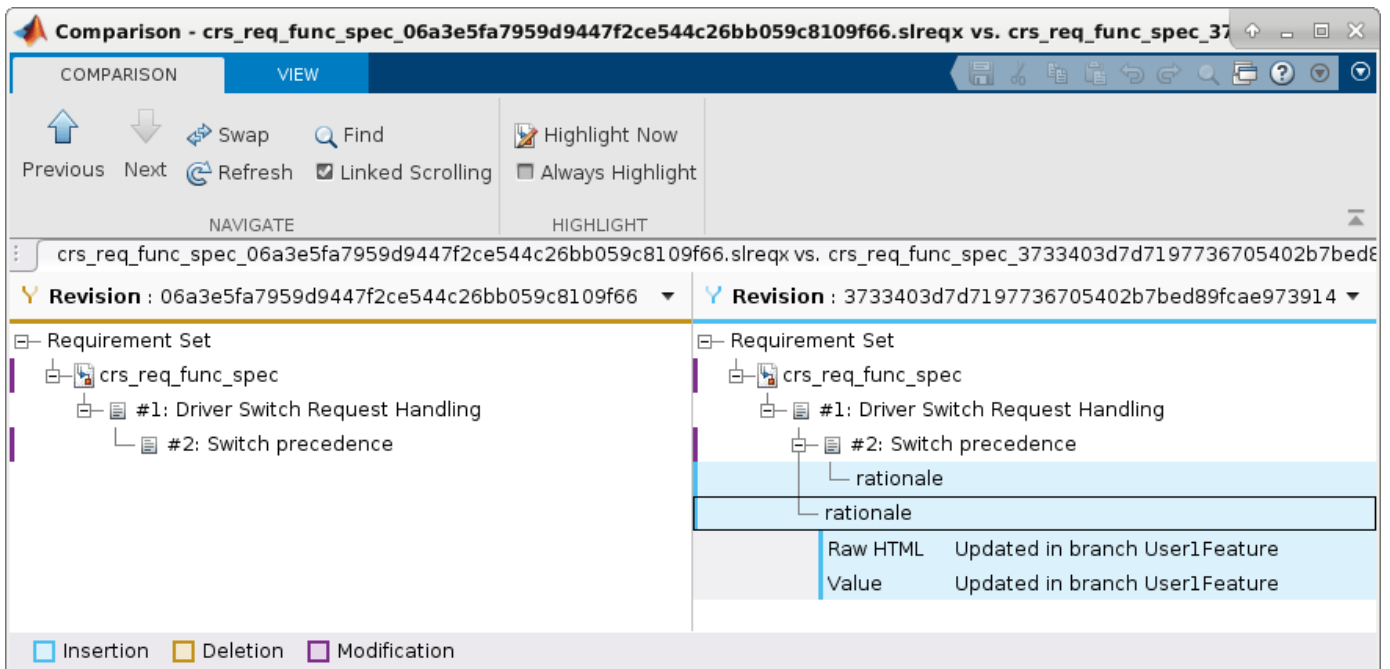 Comparison - crs_req_func_spec_06a3e5fa7959d9447f2ce544c26bb059c8109f66.slreqx vs. crs_req_func_spec_37
COMPARISON VIEW
Previous Next Swap Find Highlight Now
Refresh Linked Scrolling Always Highlight
NAVIGATE HIGHLIGHT
crs_req_func_spec_06a3e5fa7959d9447f2ce544c26bb059c8109f66.slreqx vs. crs_req_func_spec_3733403d7d7197736705402b7bed8
Revision : 06a3e5fa7959d9447f2ce544c26bb059c8109f66 Revision : 3733403d7d7197736705402b7bed89fcae973914
Requirement Set Requirement Set
crs_req_func_spec crs_req_func_spec
#1: Driver Switch Request Handling #1: Driver Switch Request Handling
#2: Switch precedence #2: Switch precedence
rationale
rationale
Raw HTML Updated in branch User1Feature
Value Updated in branch User1Feature
Insertion Deletion Modification